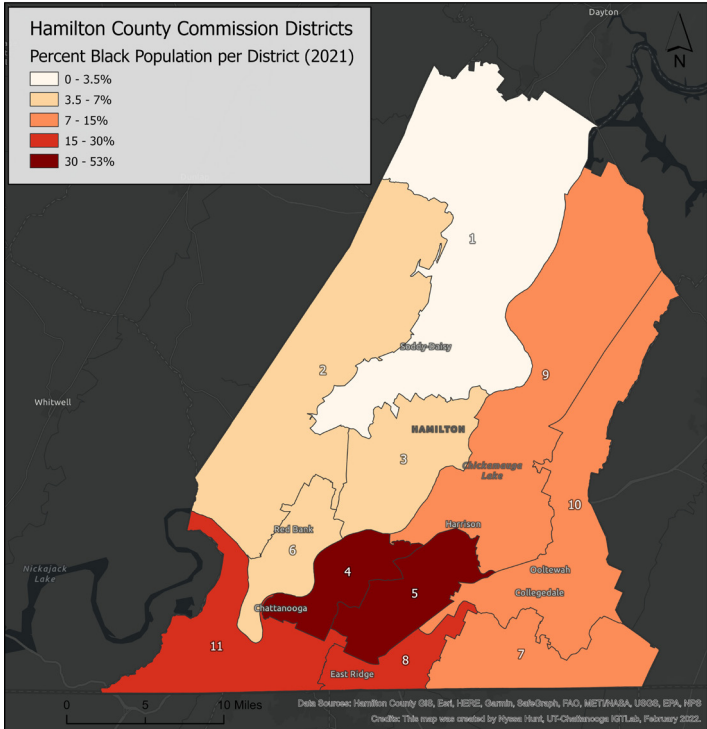 Hamilton County Commission Districts
Percent Black Population per District (2021)
0 - 3.5%
3.5 - 7%
7 - 15%
15 - 30%
30 - 53%
Dayton
N
1
Soddy-Daisy
2
9
Whitwell
HAMILTON
3
Chickamauga
Lake
10
Harrison
Red Bank
6
Nickajack
Lake
4
Ooltewah
5
Collegedale
Chattanooga
11
7
8
East Ridge
0 5 10 Miles
Data Sources: Hamilton County GIS, Esri, HERE, Garmin, SafeGraph, FAO, METI/NASA, USGS, EPA, NPS
Credits: This map was created by Nyssa Hunt, UT-Chattanooga IGTLab, February 2022.